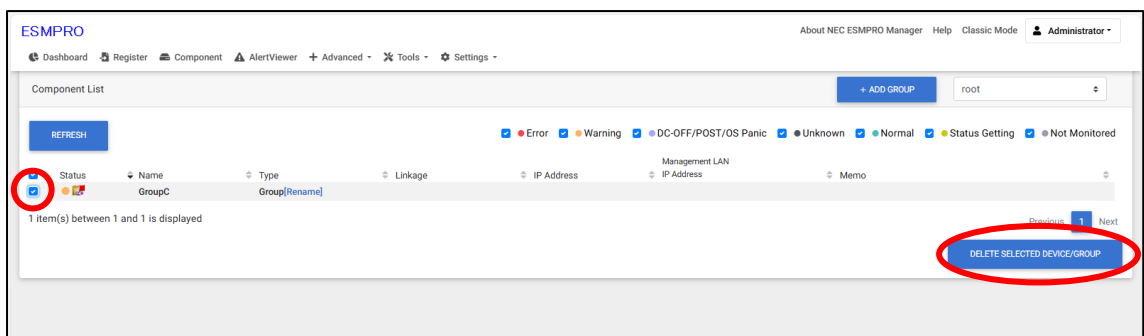 ESMPRO
About NEC ESMPRO Manager Help Classic Mode Administrator
Dashboard Register Component AlertViewer Advanced Tools Settings
Component List + ADD GROUP root
REFRESH Error Warning DC-OFF/POST/OS Panic Unknown Normal Status Getting Not Monitored
Status Name Type Linkage IP Address Management LAN IP Address Memo
GroupC Group[Rename]
1 item(s) between 1 and 1 is displayed
Previous 1 Next
DELETE SELECTED DEVICE/GROUP